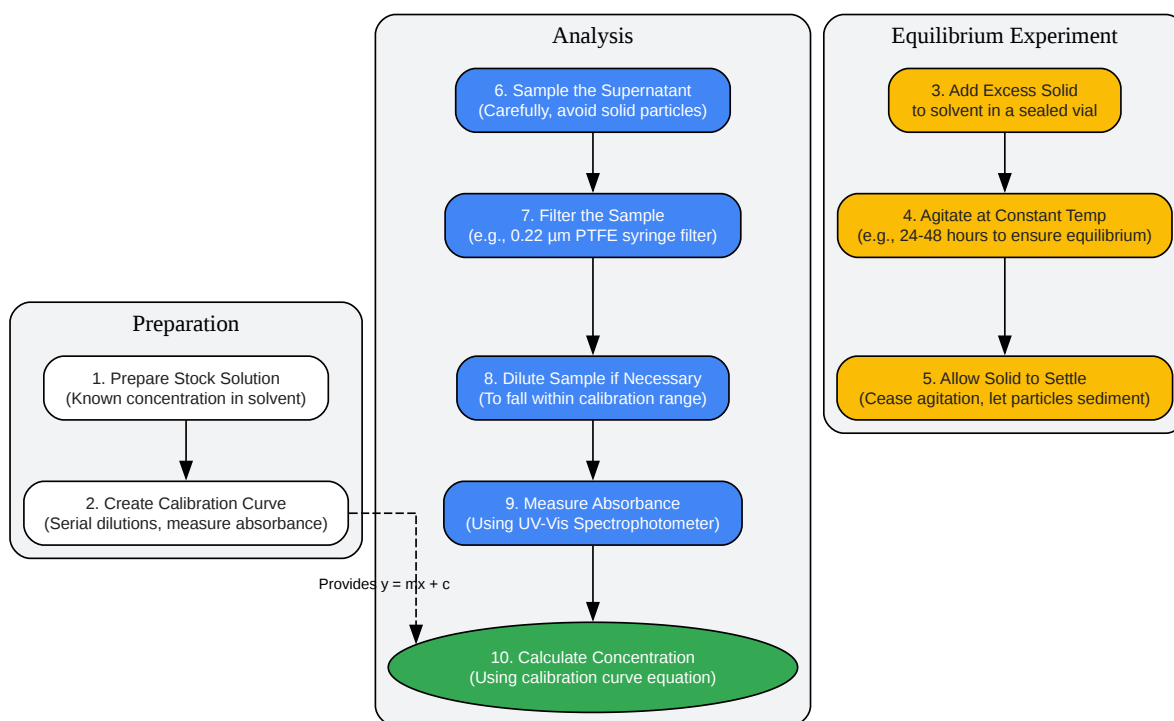 Preparation
1. Prepare Stock Solution
(Known concentration in solvent)
2. Create Calibration Curve
(Serial dilutions, measure absorbance)
Provides y = mx + c
Analysis
6. Sample the Supernatant
(Carefully, avoid solid particles)
7. Filter the Sample
(e.g., 0.22 µm PTFE syringe filter)
8. Dilute Sample if Necessary
(To fall within calibration range)
9. Measure Absorbance
(Using UV-Vis Spectrophotometer)
10. Calculate Concentration
(Using calibration curve equation)
Equilibrium Experiment
3. Add Excess Solid
to solvent in a sealed vial
4. Agitate at Constant Temp
(e.g., 24-48 hours to ensure equilibrium)
5. Allow Solid to Settle
(Cease agitation, let particles sediment)